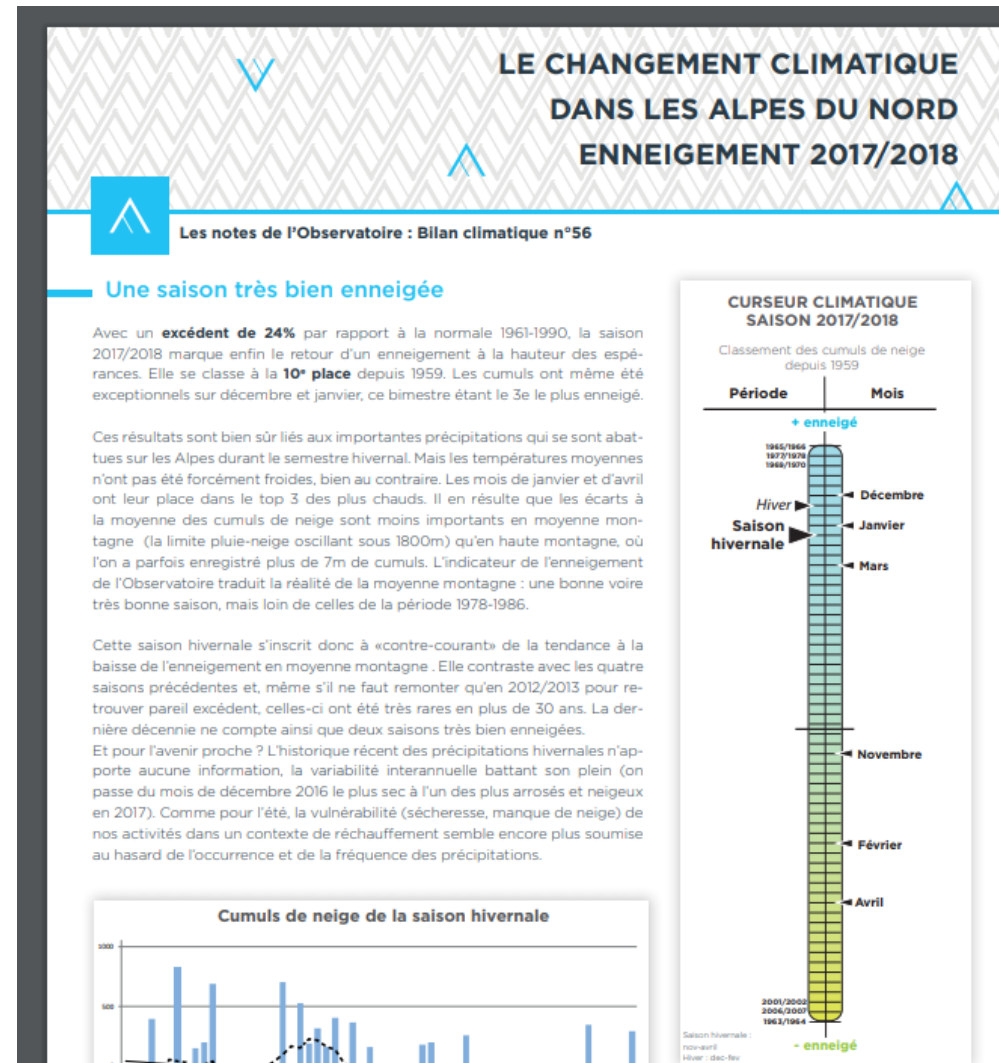 LE CHANGEMENT CLIMATIQUE
DANS LES ALPES DU NORD
ENNEIGEMENT 2017/2018
Les notes de l'Observatoire : Bilan climatique n°56
Une saison très bien enneigée
Avec un excédent de 24% par rapport à la normale 1961-1990, la saison
2017/2018 marque enfin le retour d'un enneigement à la hauteur des espé-
rances. Elle se classe à la 10e place depuis 1959. Les cumuls ont même été
exceptionnels sur décembre et janvier, ce bimestre étant le 3e le plus enneigé.
Ces résultats sont bien sûr liés aux importantes précipitations qui se sont abat-
tues sur les Alpes durant le semestre hivernal. Mais les températures moyennes
n'ont pas été forcément froides, bien au contraire. Les mois de janvier et d'avril
ont leur place dans le top 3 des plus chauds. Il en résulte que les écarts à
la moyenne des cumuls de neige sont moins importants en moyenne mon-
tagne (la limite pluie-neige oscillant sous 1800m) qu'en haute montagne, où
l'on a parfois enregistré plus de 7m de cumuls. L'indicateur de l'enneigement
de l'Observatoire traduit la réalité de la moyenne montagne : une bonne voire
très bonne saison, mais loin de celles de la période 1978-1986.
Cette saison hivernale s'inscrit donc à «contre-courant» de la tendance à la
baisse de l'enneigement en moyenne montagne . Elle contraste avec les quatre
saisons précédentes et, même s'il ne faut remonter qu'en 2012/2013 pour re-
trouver pareil excédent, celles-ci ont été très rares en plus de 30 ans. La der-
nière décennie ne compte ainsi que deux saisons très bien enneigées.
Et pour l'avenir proche ? L'historique récent des précipitations hivernales n'ap-
porte aucune information, la variabilité interannuelle battant son plein (on
passe du mois de décembre 2016 le plus sec à l'un des plus arrosés et neigeux
en 2017). Comme pour l'été, la vulnérabilité (sécheresse, manque de neige) de
nos activités dans un contexte de réchauffement semble encore plus soumise
au hasard de l'occurrence et de la fréquence des précipitations.
Cumuls de neige de la saison hivernale
1000
500
CURSEUR CLIMATIQUE
SAISON 2017/2018
Classement des cumuls de neige
depuis 1959
Période Mois
+ enneigé
1965/1966
1977/1978
1969/1970
Décembre
Hiver
Saison
hivernale
Janvier
Mars
Novembre
Février
Avril
2001/2002
2006/2007
1963/1964
Saison hivernale :
nov-avril
Hiver : dec-fev
- enneigé